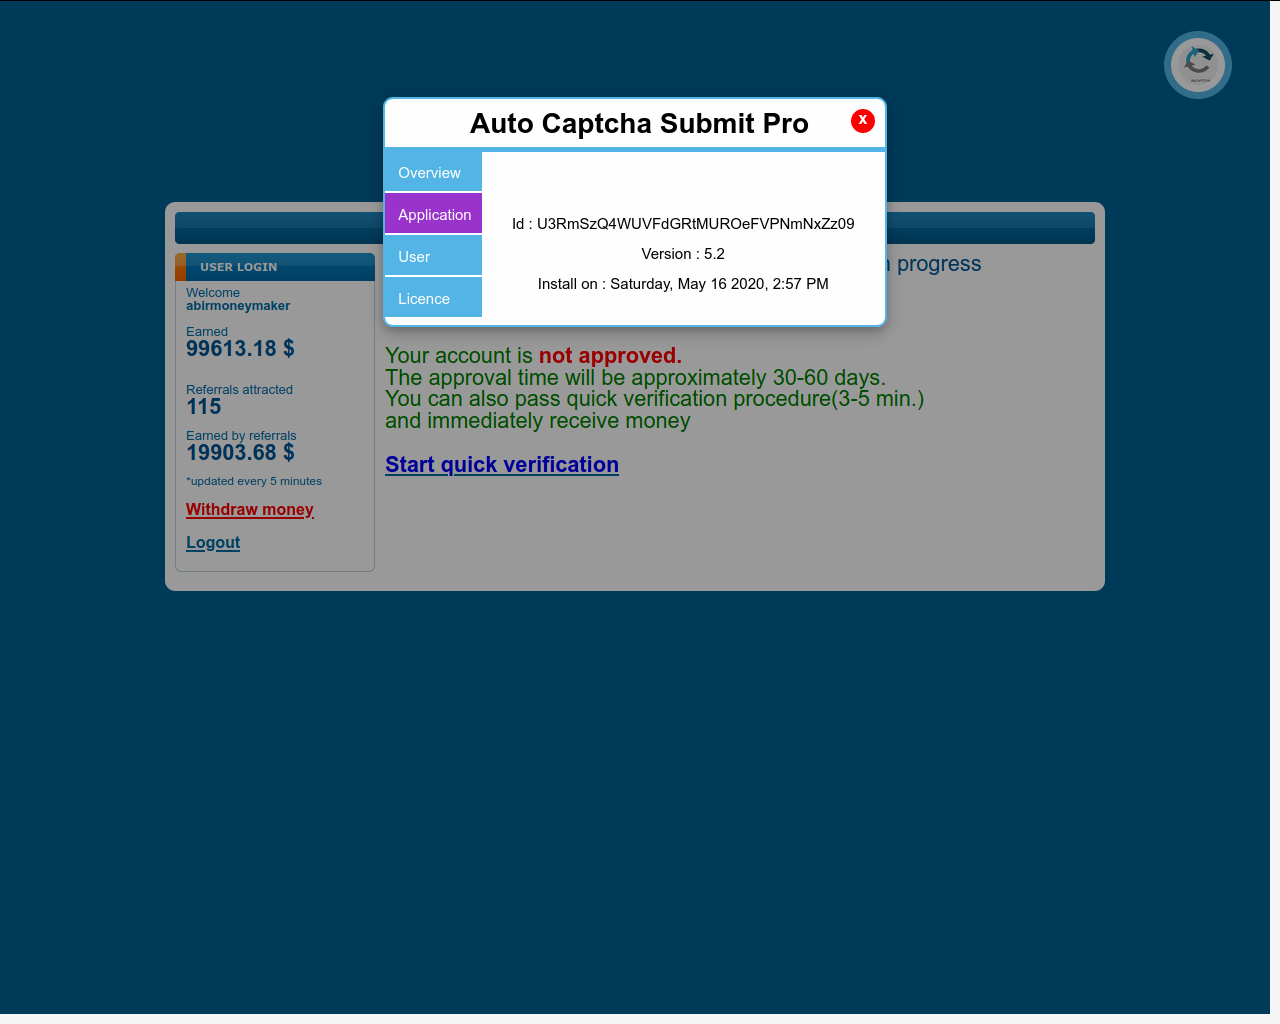 Auto Captcha Submit Pro
x
Overview
Application
User
Licence
Id : U3RmSzQ4WUVFdGRtMUROeFVPNmNxZz09
Version : 5.2
Install on : Saturday, May 16 2020, 2:57 PM
progress
USER LOGIN
Welcome
abirmoneymaker
Earned
99613.18 $
Referrals attracted
115
Earned by referrals
19903.68 $
*updated every 5 minutes
Withdraw money
Logout
Your account is not approved.
The approval time will be approximately 30-60 days.
You can also pass quick verification procedure(3-5 min.)
and immediately receive money
Start quick verification